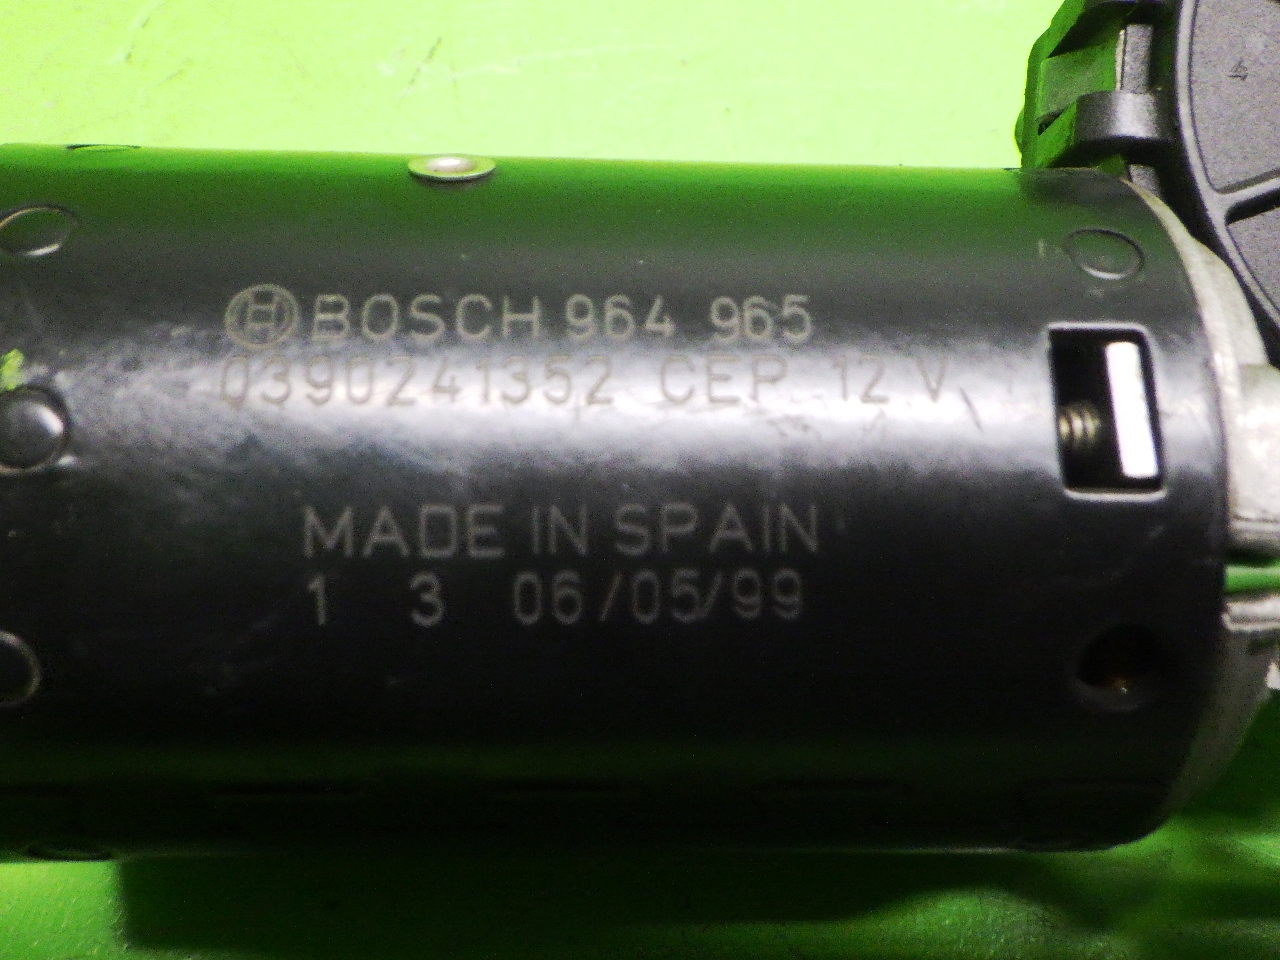 BOSCH 964 965
0390241352 CEP 12 V
MADE IN SPAIN
1 3 06/05/99